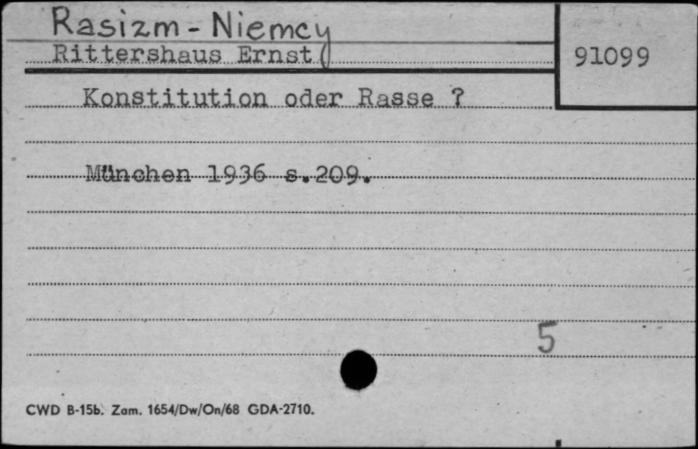 Rasizm - Niemcy
Rittershaus Ernst
91099
Konstitution oder Rasse ?
München 1936 s.209.
5
CWD B-15b. Zam. 1654/Dw/On/68 GDA-2710.